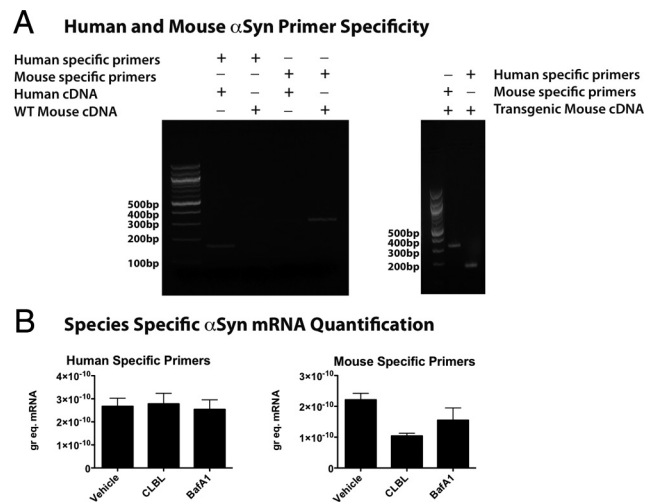 A Human and Mouse αSyn Primer Specificity
Human specific primers + + – –
Mouse specific primers – – + +
Human cDNA + – + –
WT Mouse cDNA – + – +
500bp
400bp
300bp
200bp
100bp
– + Human specific primers
+ – Mouse specific primers
+ + Transgenic Mouse cDNA
500bp
400bp
300bp
200bp
B Species Specific αSyn mRNA Quantification
Human Specific Primers
gr eq. mRNA
4×10⁻¹⁰
3×10⁻¹⁰
2×10⁻¹⁰
1×10⁻¹⁰
0
Vehicle CLBL BafA1
Mouse Specific Primers
gr eq. mRNA
3×10⁻¹⁰
2×10⁻¹⁰
1×10⁻¹⁰
0
Vehicle CLBL BafA1